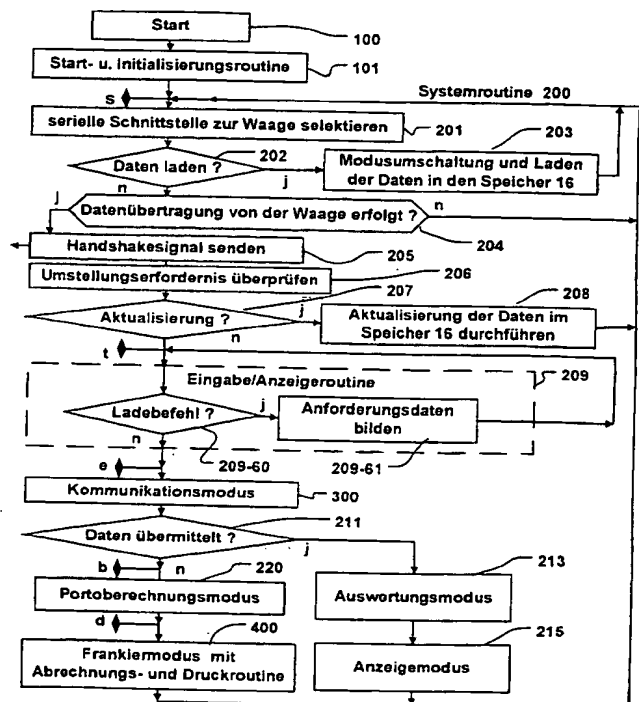 Start
100
Start- u. Initialisierungsroutine
101
s
Systemroutine 200
serielle Schnittstelle zur Waage selektieren
201
203
Daten laden ?
202
j
n
Modusumschaltung und Laden
der Daten in den Speicher 16
j
Datenübertragung von der Waage erfolgt ?
n
204
Handshakesignal senden
205
Umstellungserfordernis überprüfen
206
207
208
Aktualisierung ?
j
n
Aktualisierung der Daten im
Speicher 16 durchführen
t
Eingabe/Anzeigeroutine
209
Ladebefehl ?
j
n
Anforderungsdaten
bilden
209-60
209-61
e
Kommunikationsmodus
300
211
Daten übermittelt ?
j
n
b
220
213
Portoberechnungsmodus
Auswertungsmodus
d
400
215
Frankiermodus mit
Abrechnungs- und Druckroutine
Anzeigemodus